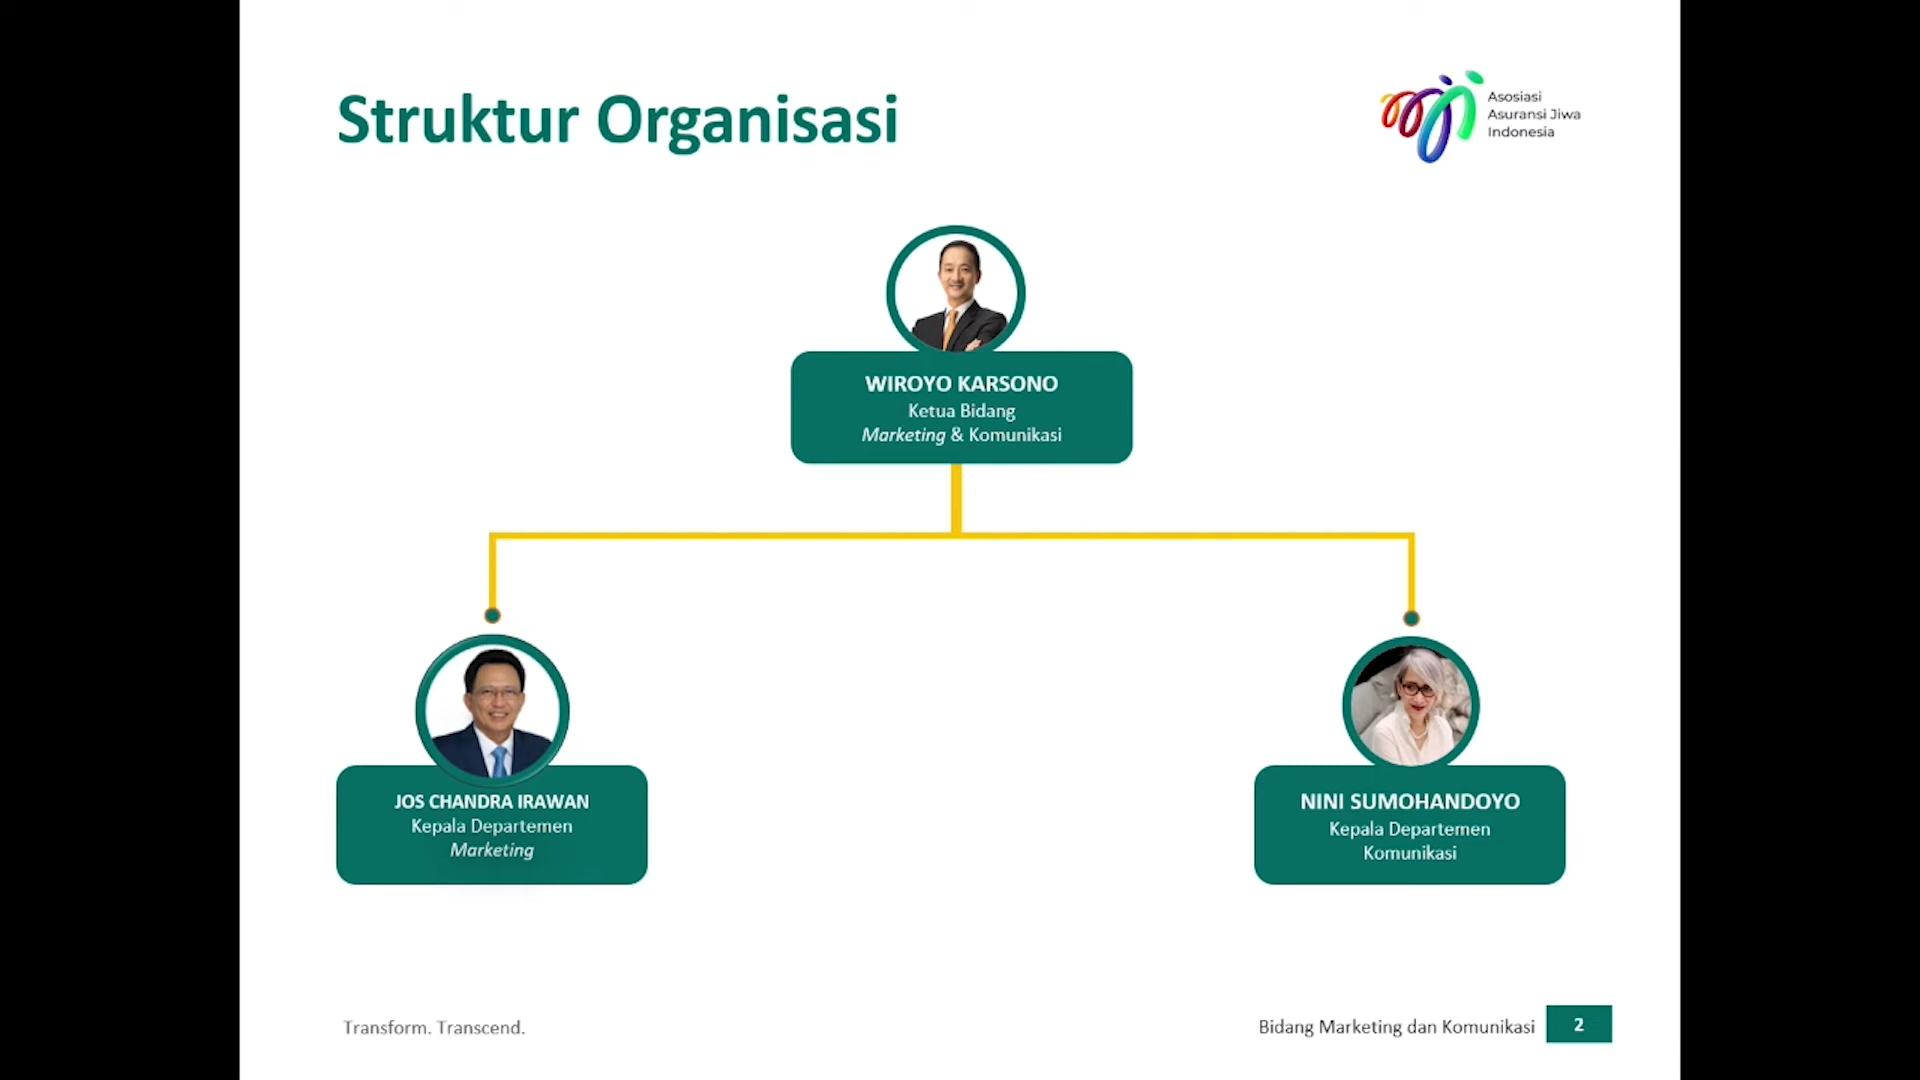 Struktur Organisasi
Asosiasi
Asuransi Jiwa
Indonesia
WIROYO KARSONO
Ketua Bidang
Marketing & Komunikasi
JOS CHANDRA IRAWAN
Kepala Departemen
Marketing
NINI SUMOHANDOYO
Kepala Departemen
Komunikasi
Transform. Transcend.
Bidang Marketing dan Komunikasi
2